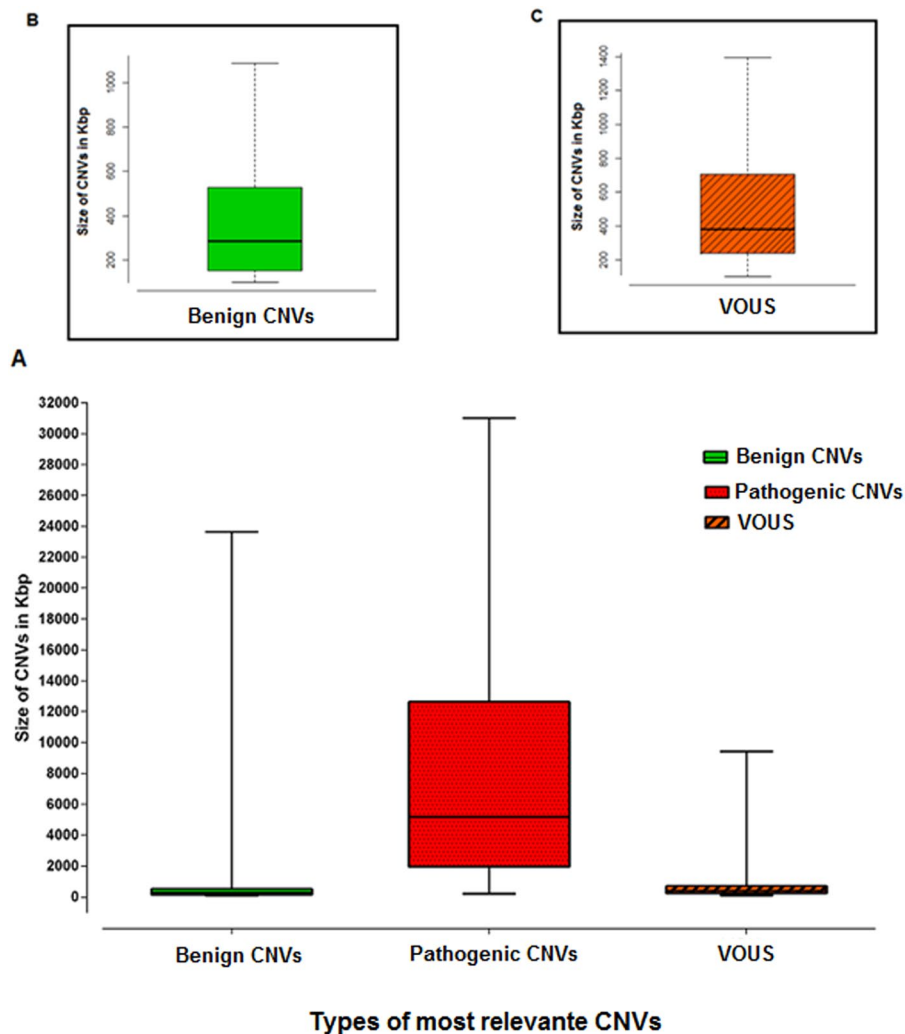 B
Size of CNVs in Kbp
1000
800
600
400
200
Benign CNVs
C
Size of CNVs in Kbp
1400
1200
1000
800
600
400
200
VOUS
A
Size of CNVs in Kbp
32000
30000
28000
26000
24000
22000
20000
18000
16000
14000
12000
10000
8000
6000
4000
2000
0
Benign CNVs
Pathogenic CNVs
VOUS
Benign CNVs
Pathogenic CNVs
VOUS
Types of most relevante CNVs